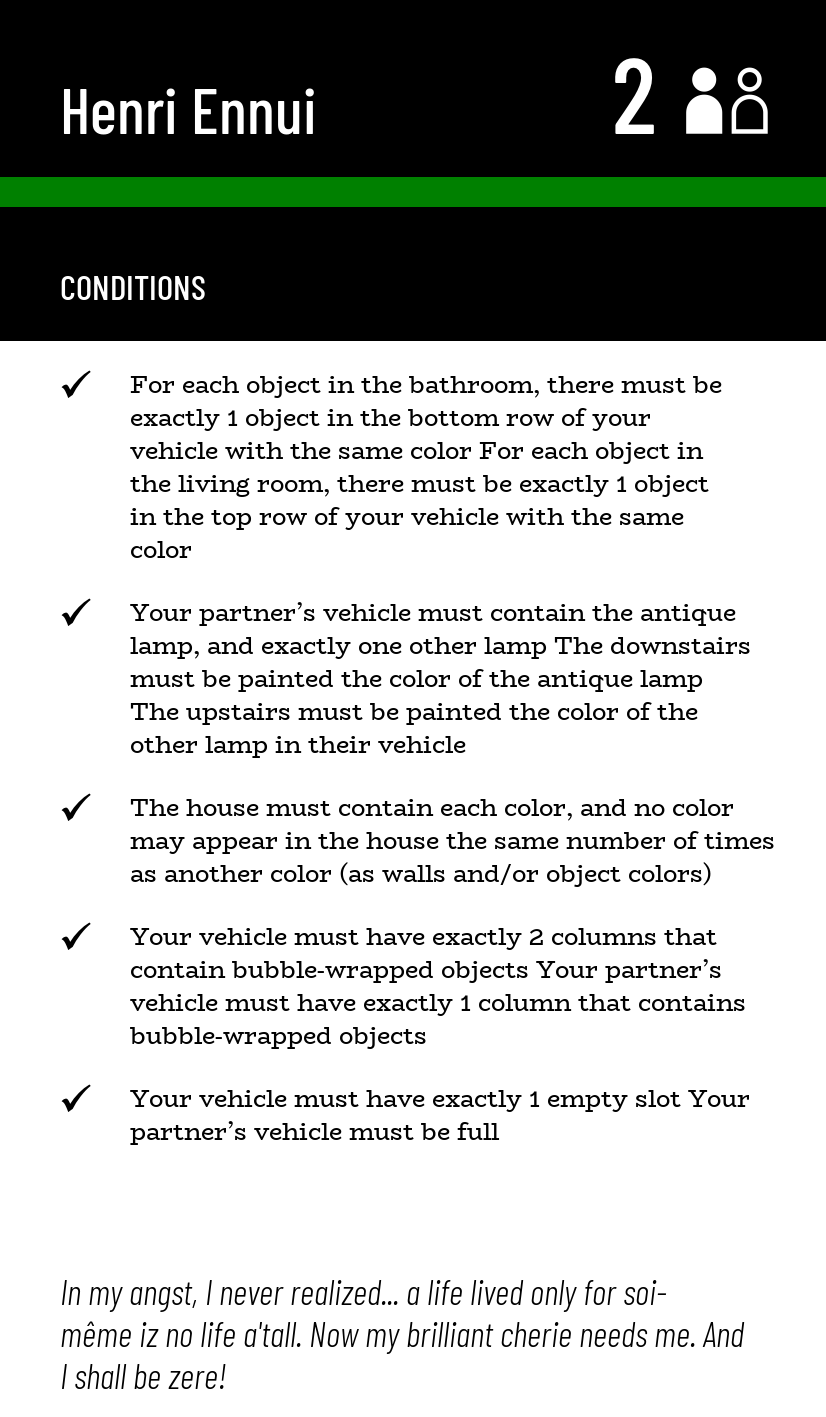 Henri Ennui
2
CONDITIONS
For each object in the bathroom, there must be
exactly 1 object in the bottom row of your
vehicle with the same color For each object in
the living room, there must be exactly 1 object
in the top row of your vehicle with the same
color
Your partner’s vehicle must contain the antique
lamp, and exactly one other lamp The downstairs
must be painted the color of the antique lamp
The upstairs must be painted the color of the
other lamp in their vehicle
The house must contain each color, and no color
may appear in the house the same number of times
as another color (as walls and/or object colors)
Your vehicle must have exactly 2 columns that
contain bubble-wrapped objects Your partner’s
vehicle must have exactly 1 column that contains
bubble-wrapped objects
Your vehicle must have exactly 1 empty slot Your
partner’s vehicle must be full
In my angst, I never realized... a life lived only for soi-
même iz no life a'tall. Now my brilliant cherie needs me. And
I shall be zere!